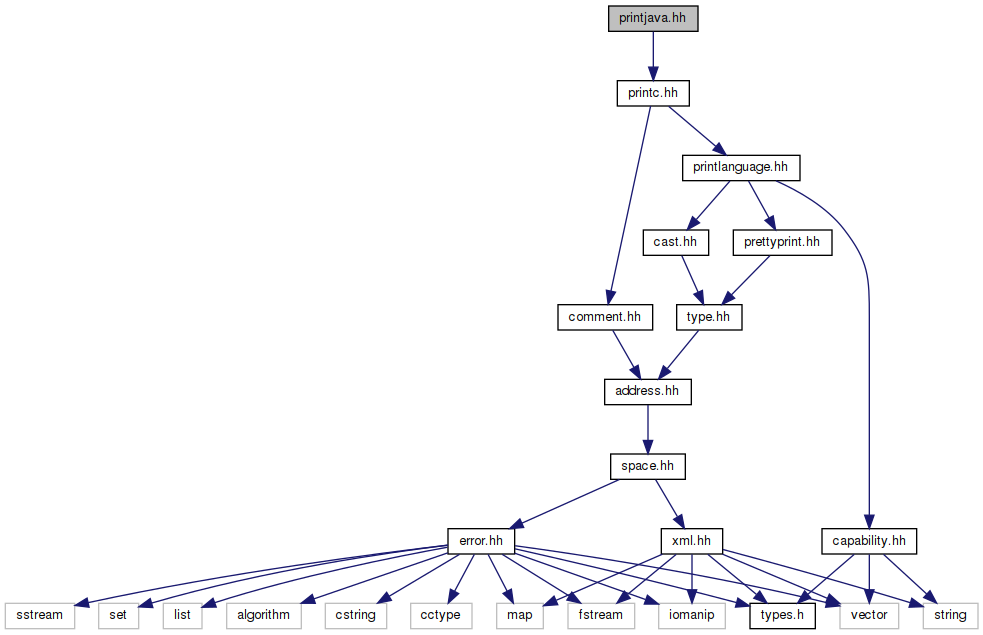 printjava.hh
printc.hh
printlanguage.hh
cast.hh
prettyprint.hh
comment.hh
type.hh
address.hh
space.hh
error.hh
xml.hh
capability.hh
sstream
set
list
algorithm
cstring
cctype
map
fstream
iomanip
types.h
vector
string